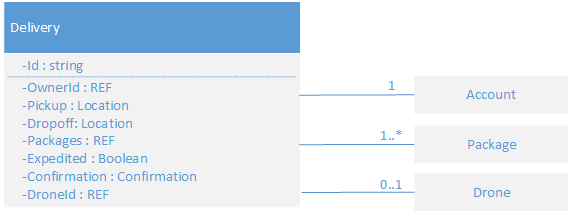 Delivery
-Id : string
-OwnerId : REF
-Pickup : Location
-Dropoff: Location
-Packages : REF
-Expedited : Boolean
-Confirmation : Confirmation
-DroneId : REF
1
Account
1..*
Package
0..1
Drone